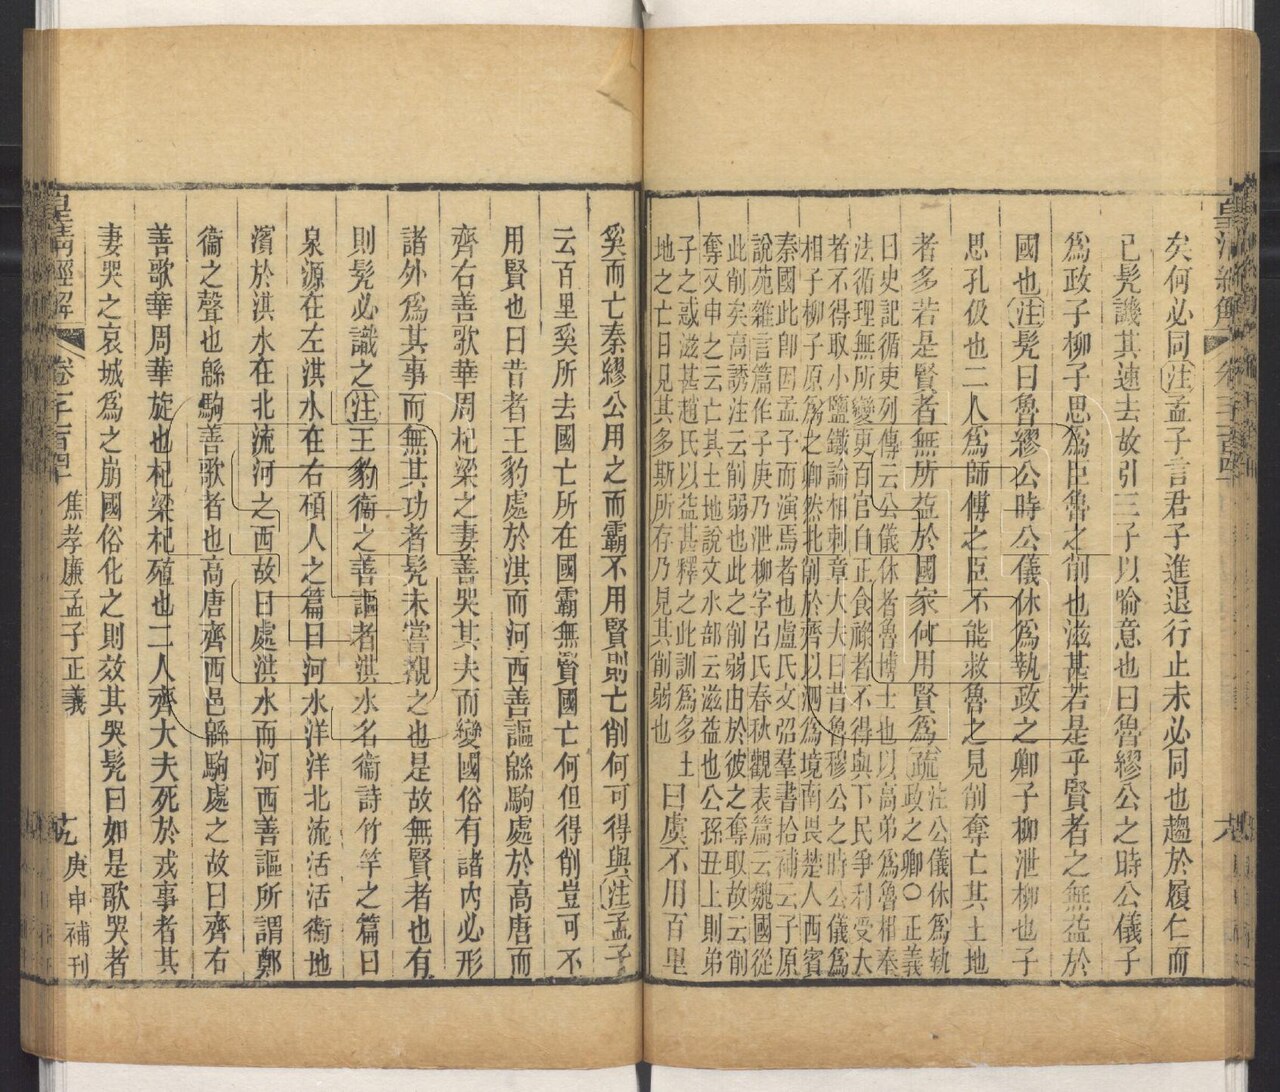 矣何必同注孟子言君子進退行止未必同也趨於履仁而
已髡譏其速去故引三子以喻意也曰魯繆公之時公儀子
爲政子柳子思爲臣魯之削也滋甚若是乎賢者之無益於
國也注髡曰魯繆公時公儀休爲執政之卿子柳泄柳也子
思孔伋也二人爲師傅之臣不能救魯之見削奪亡其土地
者多若是賢者無所益於國家何用賢爲疏注公儀休爲執
政之卿○正義
曰史記循吏列傳云公儀休者魯博士也以高弟爲魯相奉
法循理無所變更百官自正食祿者不得與下民爭利受大
者不得取小鹽鐵論相刺章大夫曰昔魯穆公之時公儀爲
相子柳子原爲之卿然北削於齊以泗爲境南畏楚人西賓
秦國此卽因孟子而演焉者也盧氏文弨羣書拾補云子原
說苑雜言篇作子庚乃泄柳字呂氏春秋觀表篇云魏國從
此削矣高誘注云削弱也此之削弱由於彼之奪取故云削
奪又申之云亡其土地說文水部云滋益也公孫丑上則弟
子之惑滋甚趙氏以益甚釋之此訓爲多土
地之亡日見其多斯所存乃見其削弱也
曰虞不用百里
奚而亡秦繆公用之而霸不用賢則亡削何可得與注孟子
云百里奚所去國亡所在國霸無賢國亡何但得削豈可不
用賢也曰昔者王豹處於淇而河西善謳緜駒處於高唐而
齊右善歌華周杞梁之妻善哭其夫而變國俗有諸內必形
諸外爲其事而無其功者髡未嘗覩之也是故無賢者也有
則髡必識之注王豹衞之善謳者淇水名衞詩竹竿之篇曰
泉源在左淇水在右碩人之篇曰河水洋洋北流活活衞地
濱於淇水在北流河之西故曰處淇水而河西善謳所謂鄭
衞之聲也緜駒善歌者也高唐齊西邑緜駒處之故曰齊右
善歌華周華旋也杞梁杞殖也二人齊大夫死於戎事者其
妻哭之哀城爲之崩國俗化之則效其哭髡曰如是歌哭者
皇淸經解
焦孝廉孟子正義
庚申補刊